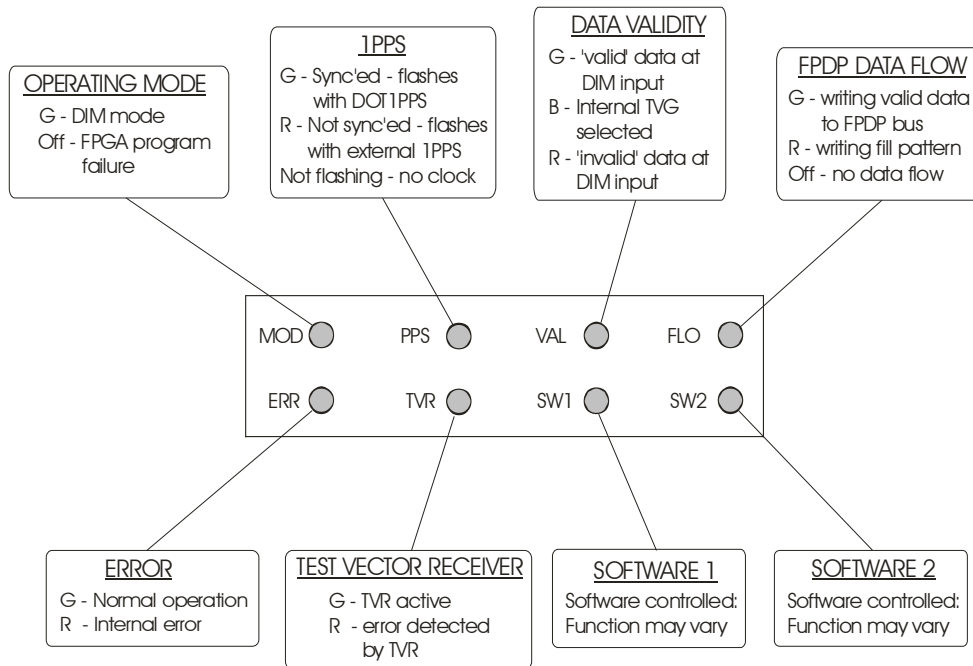 OPERATING MODE
G - DIM mode
Off - FPGA program
failure
1PPS
G - Sync'ed - flashes
with DOT1PPS
R - Not sync'ed - flashes
with external 1PPS
Not flashing - no clock
DATA VALIDITY
G - 'valid' data at
DIM input
B - Internal TVG
selected
R - 'invalid' data at
DIM input
FPDP DATA FLOW
G - writing valid data
to FPDP bus
R - writing fill pattern
Off - no data flow
MOD
PPS
VAL
FLO
ERR
TVR
SW1
SW2
ERROR
G - Normal operation
R - Internal error
TEST VECTOR RECEIVER
G - TVR active
R - error detected
by TVR
SOFTWARE 1
Software controlled:
Function may vary
SOFTWARE 2
Software controlled:
Function may vary